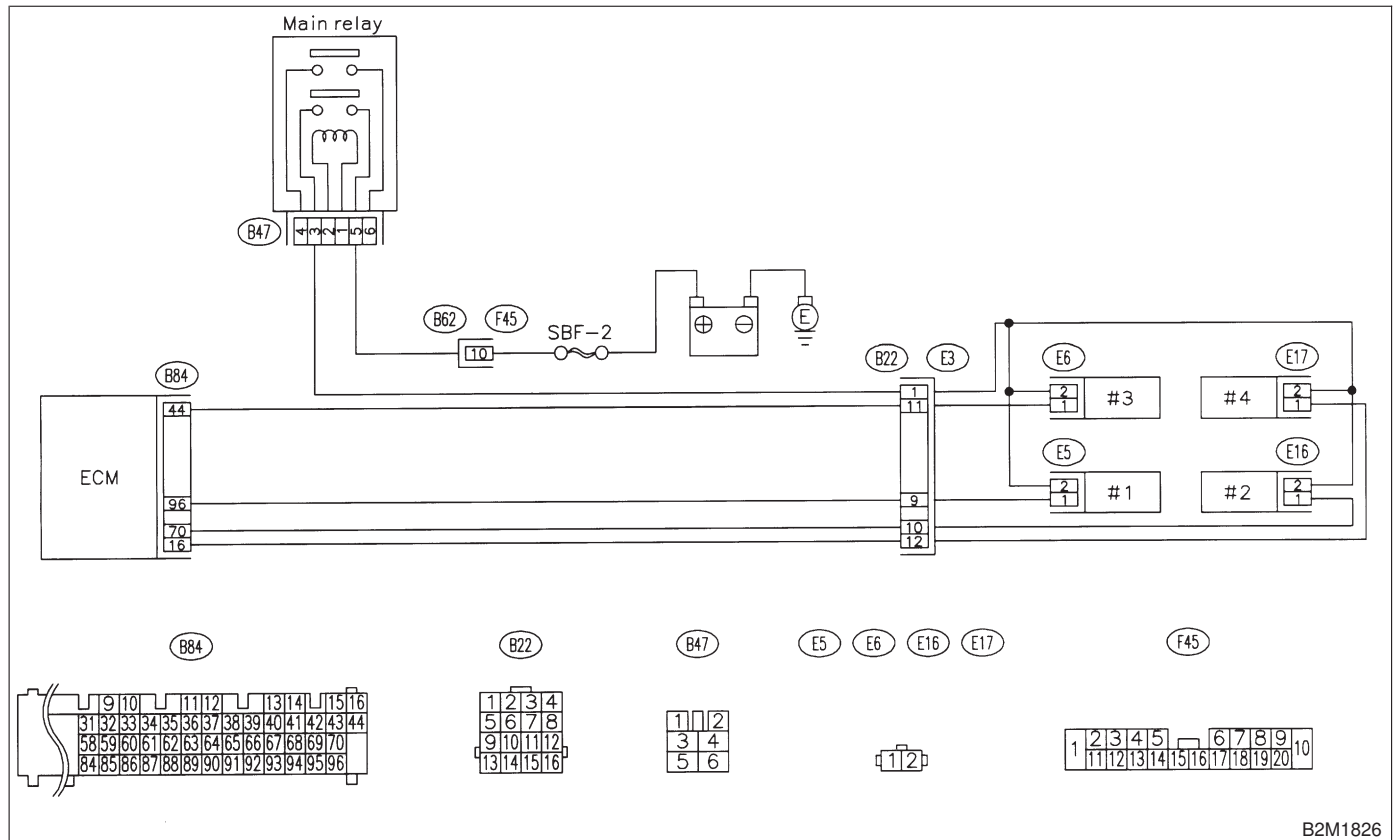 Main relay
B47
4 3 2 1 5 6
B62 F45 SBF-2
10
⊕ ⊖ E
B84
B22 E3
E6 E17
44
1
11
2
1
#3
#4
2
1
ECM
E5 E16
96
9
2
1
#1
#2
2
1
70
16
10
12
B84 B22 B47 E5 E6 E16 E17 F45
9 10 11 12 13 14 15 16
31 32 33 34 35 36 37 38 39 40 41 42 43 44
58 59 60 61 62 63 64 65 66 67 68 69 70
84 85 86 87 88 89 90 91 92 93 94 95 96
1 2 3 4
5 6 7 8
9 10 11 12
13 14 15 16
1 2
3 4
5 6
1 2
1 2 3 4 5 6 7 8 9 10
11 12 13 14 15 16 17 18 19 20
B2M1826